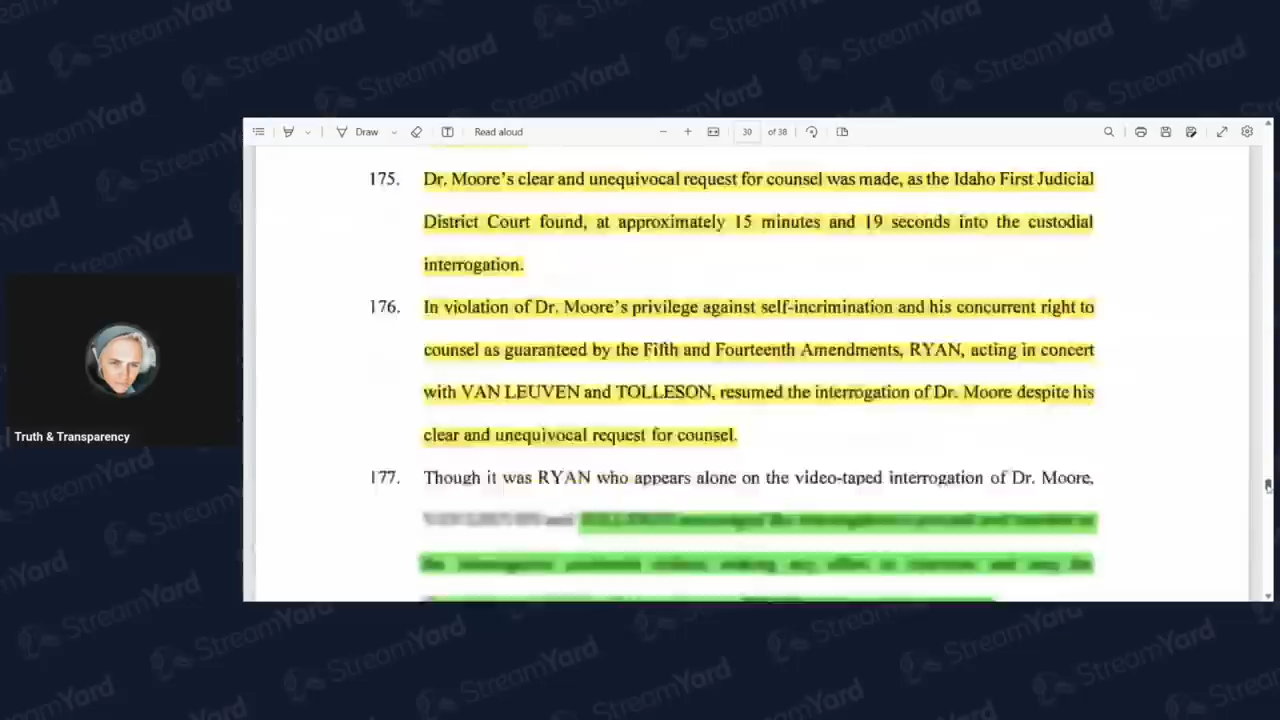 StreamYard
Draw
Read aloud
30 of 38
175. Dr. Moore's clear and unequivocal request for counsel was made, as the Idaho First Judicial
District Court found, at approximately 15 minutes and 19 seconds into the custodial
interrogation.
176. In violation of Dr. Moore's privilege against self-incrimination and his concurrent right to
counsel as guaranteed by the Fifth and Fourteenth Amendments, RYAN, acting in concert
with VAN LEUVEN and TOLLESON, resumed the interrogation of Dr. Moore despite his
clear and unequivocal request for counsel.
177. Though it was RYAN who appears alone on the video-taped interrogation of Dr. Moore,
VAN LEUVEN and TOLLESON
Truth & Transparency